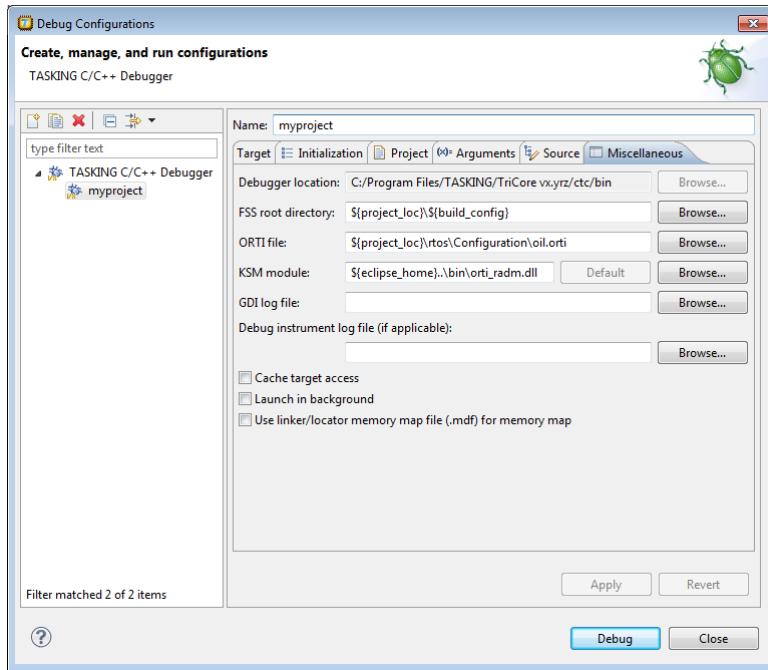 Debug Configurations
Create, manage, and run configurations
TASKING C/C++ Debugger
type filter text
TASKING C/C++ Debugger
myproject
Filter matched 2 of 2 items
Name: myproject
Target Initialization Project (x)= Arguments Source Miscellaneous
Debugger location: C:/Program Files/TASKING/TriCore vx.yrz/ctc/bin Browse...
FSS root directory: ${project_loc}\${build_config} Browse...
ORTI file: ${project_loc}\rtos\Configuration\oil.orti Browse...
KSM module: ${eclipse_home}..\bin\orti_radm.dll Default Browse...
GDI log file: Browse...
Debug instrument log file (if applicable):
Browse...
Cache target access
Launch in background
Use linker/locator memory map file (.mdf) for memory map
Apply Revert
? Debug Close